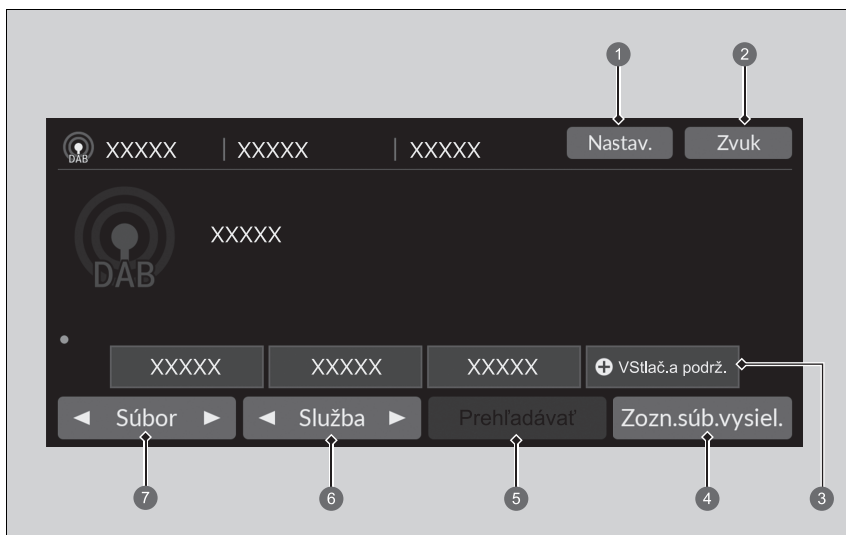 1 2
DAB XXXXX | XXXXX | XXXXX Nastav. Zvuk
DAB XXXXX
XXXXX XXXXX XXXXX VStlač.a podrž.
Súbor Služba Prehľadávať Zozn.súb.vysiel.
7 6 5 4 3